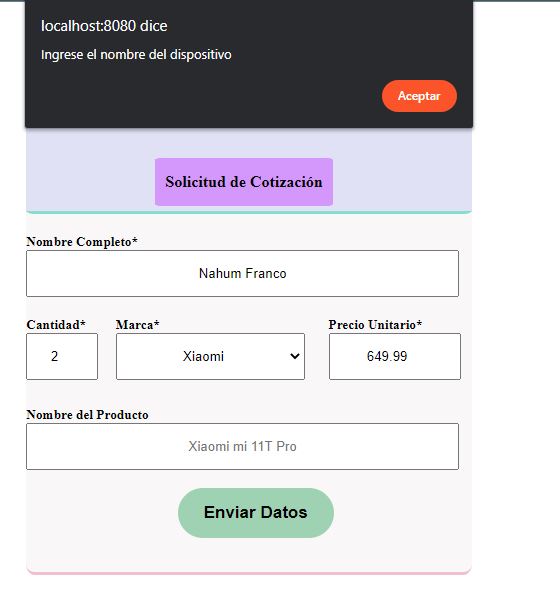 localhost:8080 dice
Ingrese el nombre del dispositivo
Aceptar
Solicitud de Cotización
Nombre Completo*
Nahum Franco
Cantidad* Marca* Precio Unitario*
2 Xiaomi 649.99
Nombre del Producto
Xiaomi mi 11T Pro
Enviar Datos